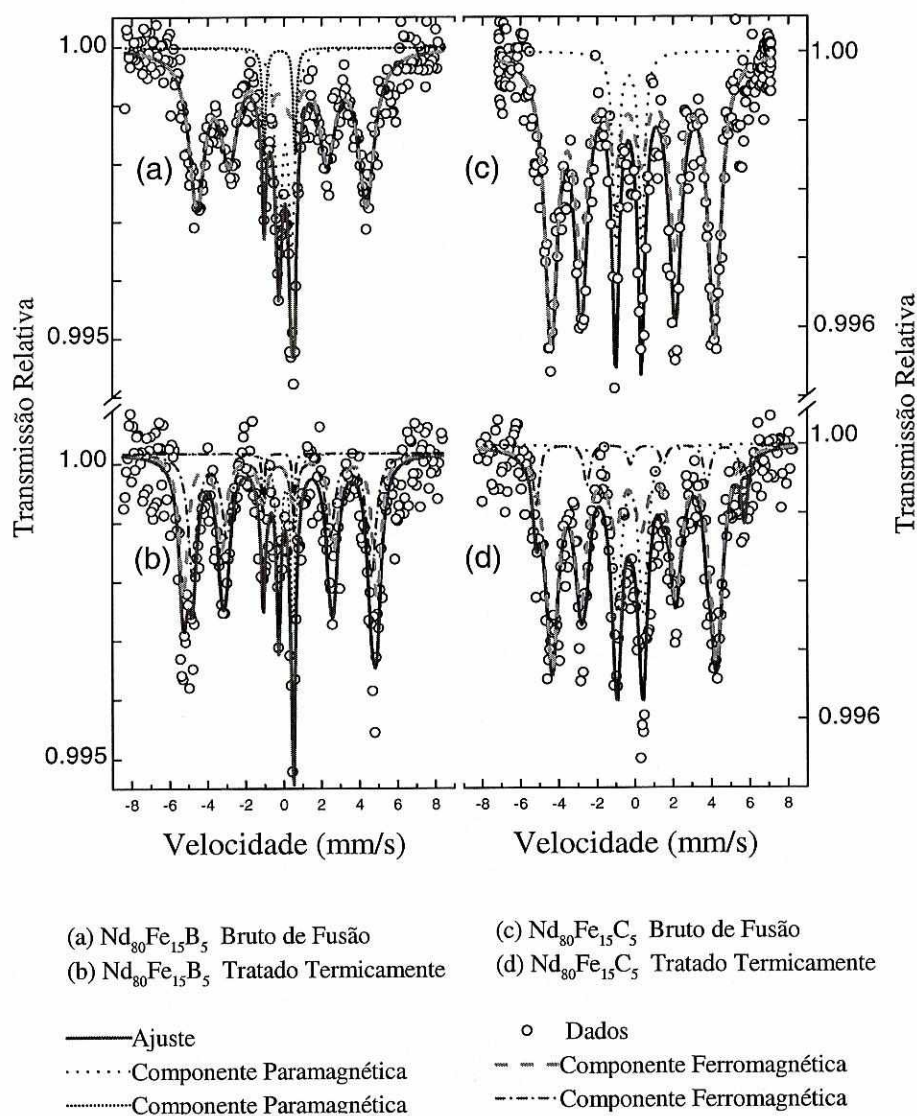 1.00
(a)
0.995
Transmissão Relativa
1.00
(b)
0.995
-8 -6 -4 -2 0 2 4 6 8
Velocidade (mm/s)
1.00
(c)
0.996
Transmissão Relativa
1.00
(d)
0.996
-8 -6 -4 -2 0 2 4 6 8
Velocidade (mm/s)
(a) Nd₈₀Fe₁₅B₅ Bruto de Fusão
(b) Nd₈₀Fe₁₅B₅ Tratado Termicamente
(c) Nd₈₀Fe₁₅C₅ Bruto de Fusão
(d) Nd₈₀Fe₁₅C₅ Tratado Termicamente
Ajuste
Componente Paramagnética
Componente Paramagnética
Dados
Componente Ferromagnética
Componente Ferromagnética